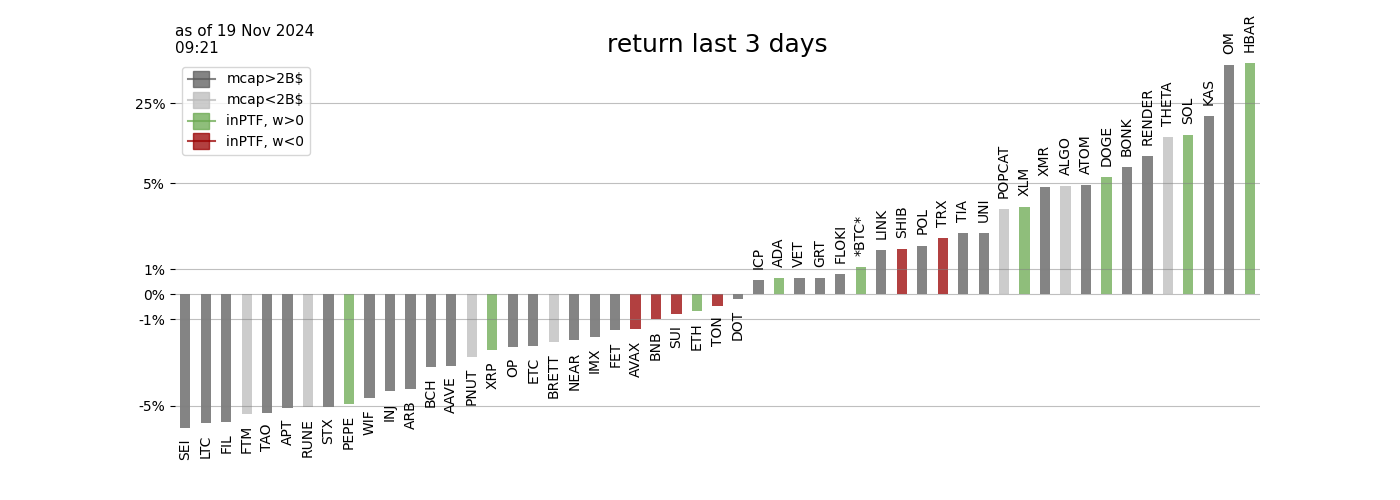 as of 19 Nov 2024
09:21
return last 3 days
mcap>2B$
mcap<2B$
inPTF, w>0
inPTF, w<0
25%
5%
1%
0%
-1%
-5%
SEI
LTC
FIL
FTM
TAO
APT
RUNE
STX
PEPE
WIF
INJ
ARB
BCH
AAVE
PNUT
XRP
OP
ETC
BRETT
NEAR
IMX
FET
AVAX
BNB
SUI
ETH
TON
DOT
ICP
ADA
VET
GRT
FLOKI
*BTC*
LINK
SHIB
POL
TRX
TIA
UNI
POPCAT
XLM
XMR
ALGO
ATOM
DOGE
BONK
RENDER
THETA
SOL
KAS
OM
HBAR